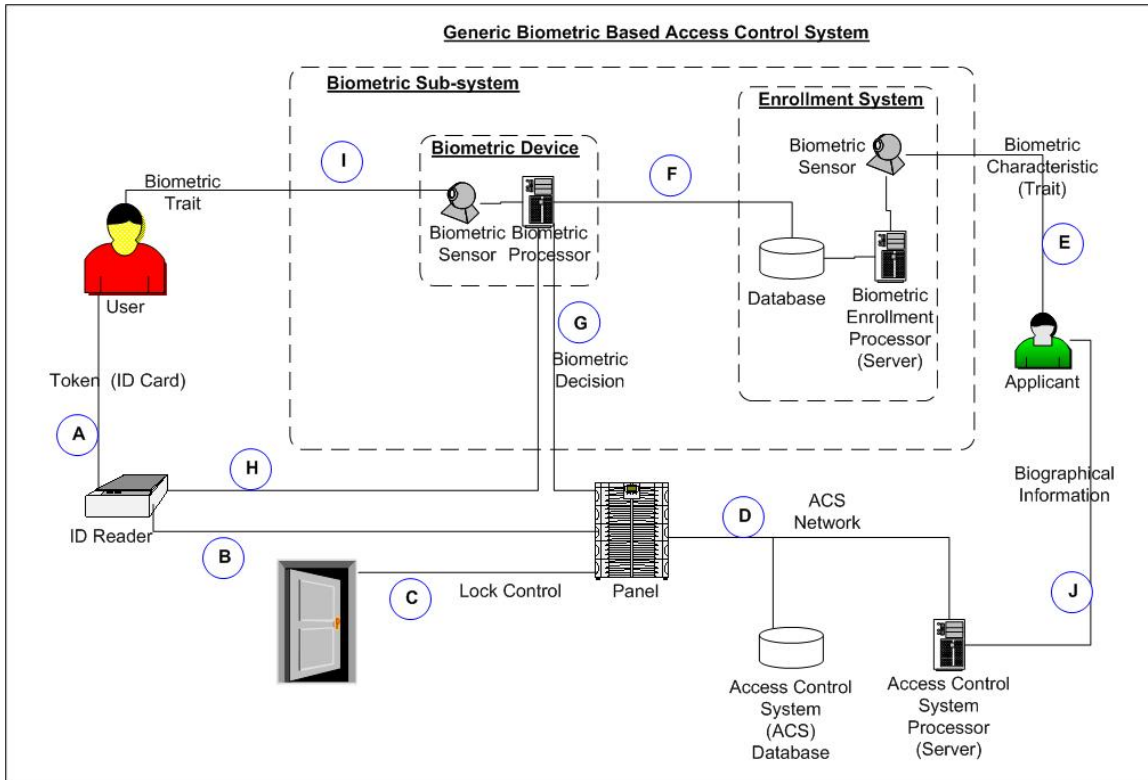 Generic Biometric Based Access Control System
Biometric Sub-system
Enrollment System
Biometric Device
I
F
E
Biometric
Trait
Biometric
Sensor
Biometric
Processor
Biometric
Sensor
Biometric
Characteristic
(Trait)
User
Database
Biometric
Enrollment
Processor
(Server)
Applicant
G
Biometric
Decision
Token (ID Card)
A
H
ID Reader
B
C
Lock Control
Panel
D
ACS
Network
Biographical
Information
J
Access Control
System
(ACS)
Database
Access Control
System
Processor
(Server)